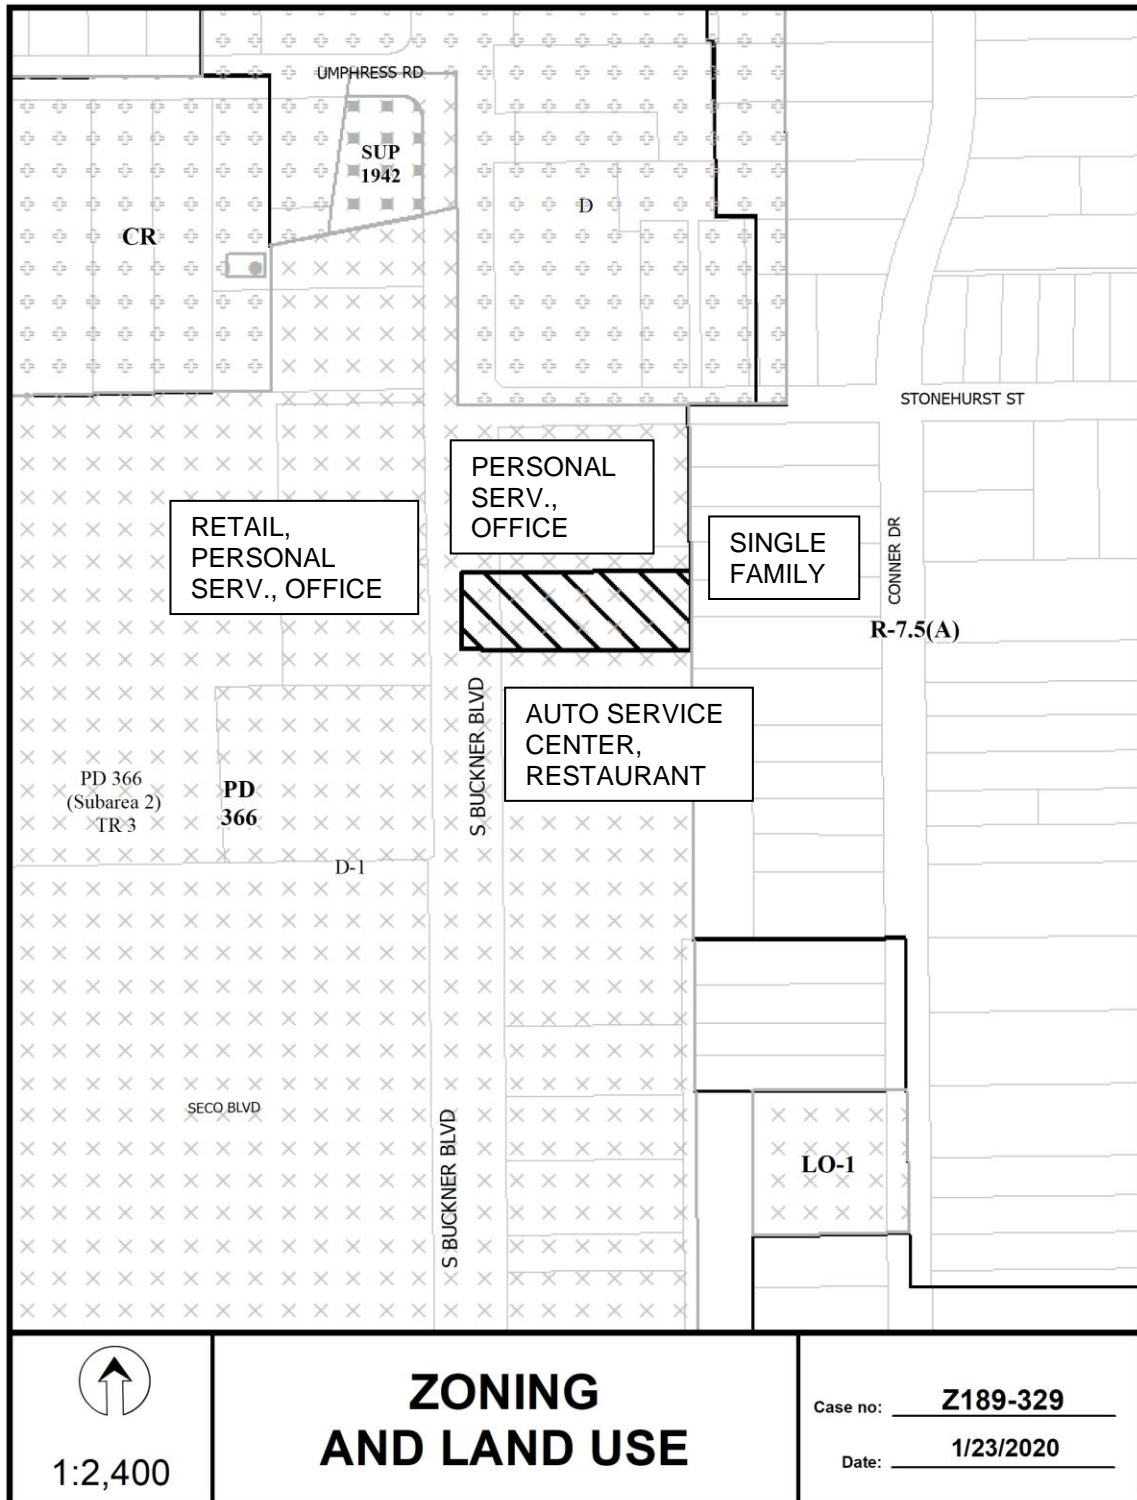 UMPHRESS RD
SUP
1942
D
CR
STONEHURST ST
PERSONAL
SERV.,
OFFICE
RETAIL,
PERSONAL
SERV., OFFICE
SINGLE
FAMILY
CONNER DR
R-7.5(A)
S BUCKNER BLVD
AUTO SERVICE
CENTER,
RESTAURANT
PD 366
(Subarea 2)
TR 3
PD
366
D-1
SECO BLVD
S BUCKNER BLVD
LO-1
1:2,400
ZONING
AND LAND USE
Case no: Z189-329
Date: 1/23/2020